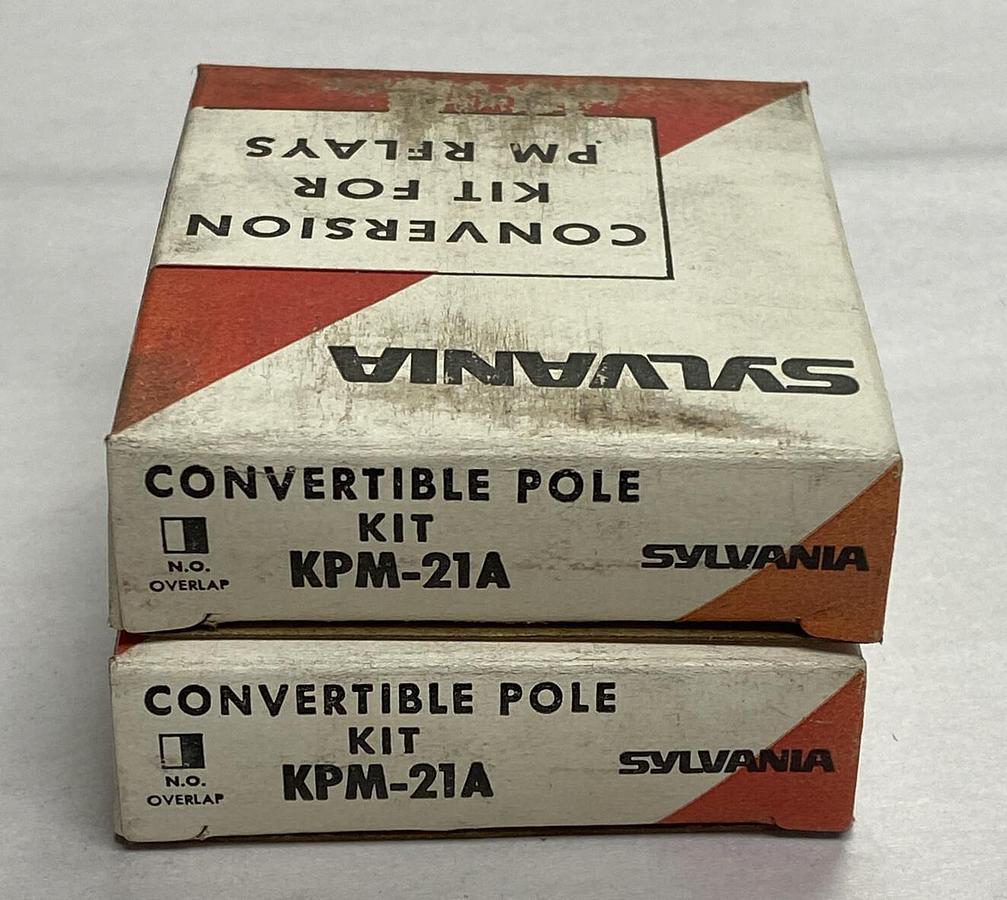 CONVERSION
KIT FOR
PM RELAYS
SYLVANIA
CONVERTIBLE POLE
KIT
KPM-21A
N.O.
OVERLAP
SYLVANIA
CONVERTIBLE POLE
KIT
KPM-21A
N.O.
OVERLAP
SYLVANIA